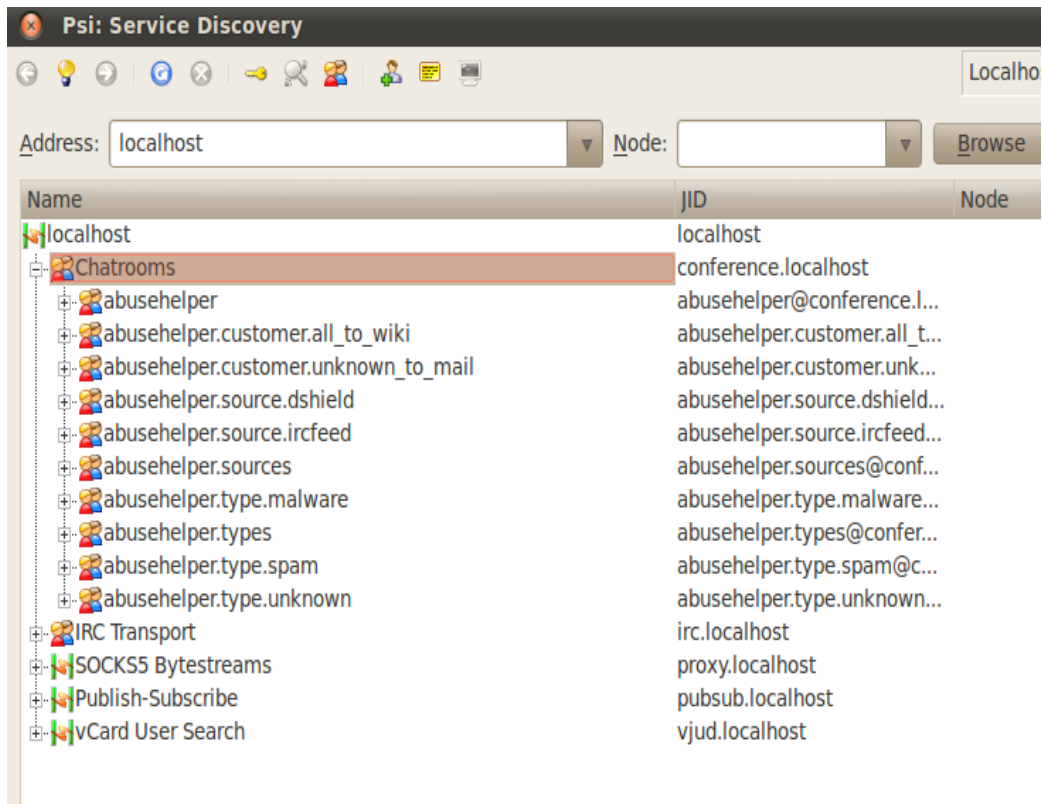 Psi: Service Discovery
Localho
Address: localhost Node: Browse
Name JID Node
localhost localhost
Chatrooms conference.localhost
abusehelper abusehelper@conference.l...
abusehelper.customer.all_to_wiki abusehelper.customer.all_t...
abusehelper.customer.unknown_to_mail abusehelper.customer.unk...
abusehelper.source.dshield abusehelper.source.dshield...
abusehelper.source.ircfeed abusehelper.source.ircfeed...
abusehelper.sources abusehelper.sources@conf...
abusehelper.type.malware abusehelper.type.malware...
abusehelper.types abusehelper.types@confer...
abusehelper.type.spam abusehelper.type.spam@c...
abusehelper.type.unknown abusehelper.type.unknown...
IRC Transport irc.localhost
SOCKS5 Bytestreams proxy.localhost
Publish-Subscribe pubsub.localhost
vCard User Search vjud.localhost